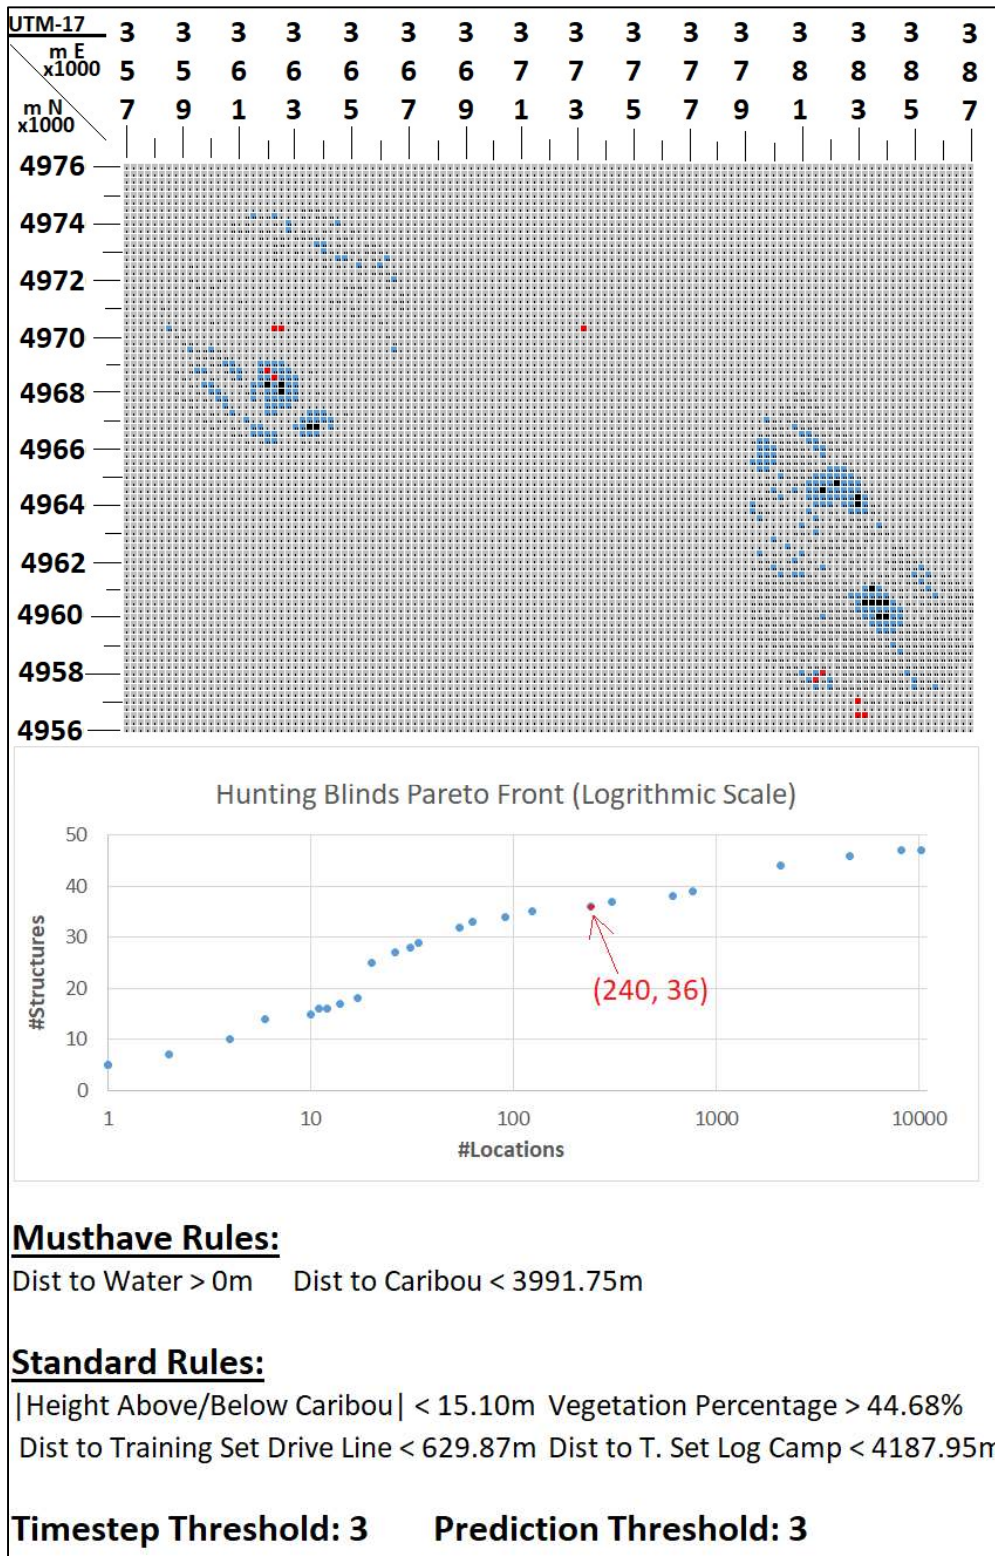 UTM-17 3 3 3 3 3 3 3 3 3 3 3 3 3 3 3 3
m E 5 5 6 6 6 6 6 7 7 7 7 7 8 8 8 8
x1000
m N 7 9 1 3 5 7 9 1 3 5 7 9 1 3 5 7
x1000
4976
4974
4972
4970
4968
4966
4964
4962
4960
4958
4956
Hunting Blinds Pareto Front (Logrithmic Scale)
50
40
30
20
10
0
#Structures
(240, 36)
1 10 100 1000 10000
#Locations
Musthave Rules:
Dist to Water > 0m Dist to Caribou < 3991.75m
Standard Rules:
|Height Above/Below Caribou| < 15.10m Vegetation Percentage > 44.68%
Dist to Training Set Drive Line < 629.87m Dist to T. Set Log Camp < 4187.95m
Timestep Threshold: 3 Prediction Threshold: 3